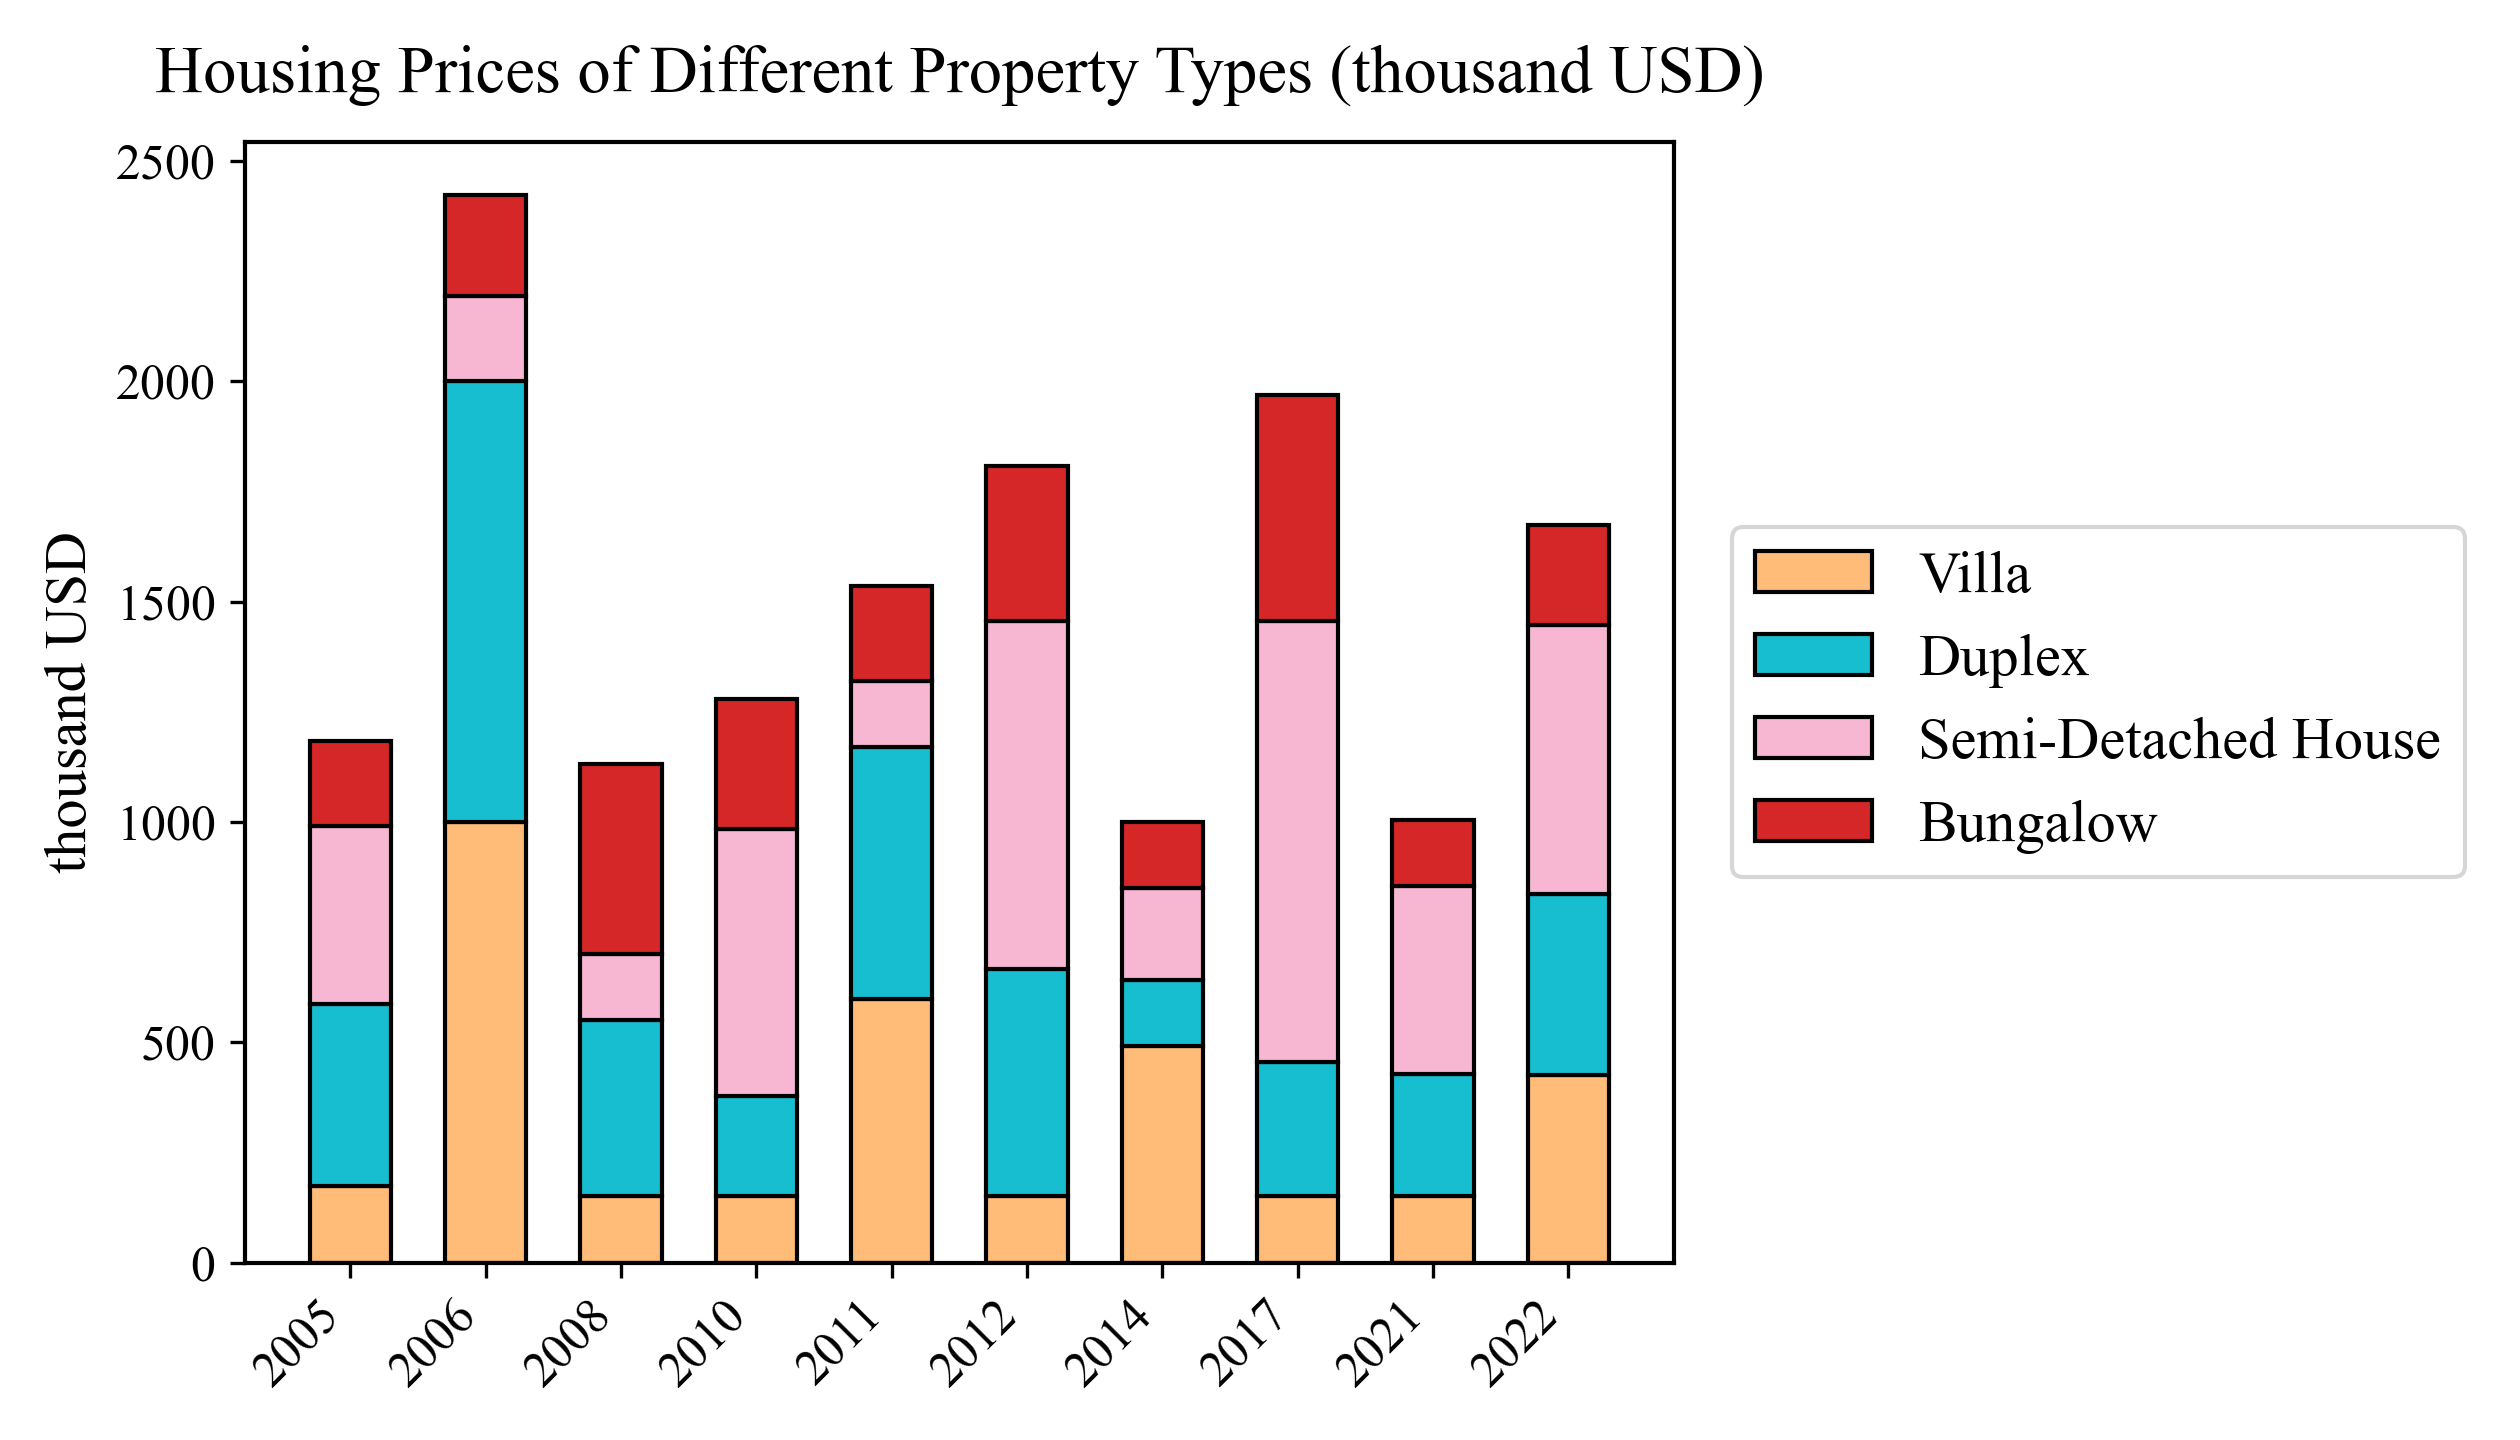 Housing Prices of Different Property Types (thousand USD)
thousand USD
2500
2000
1500
1000
500
0
2005
2006
2008
2010
2011
2012
2014
2017
2021
2022
Villa
Duplex
Semi-Detached House
Bungalow